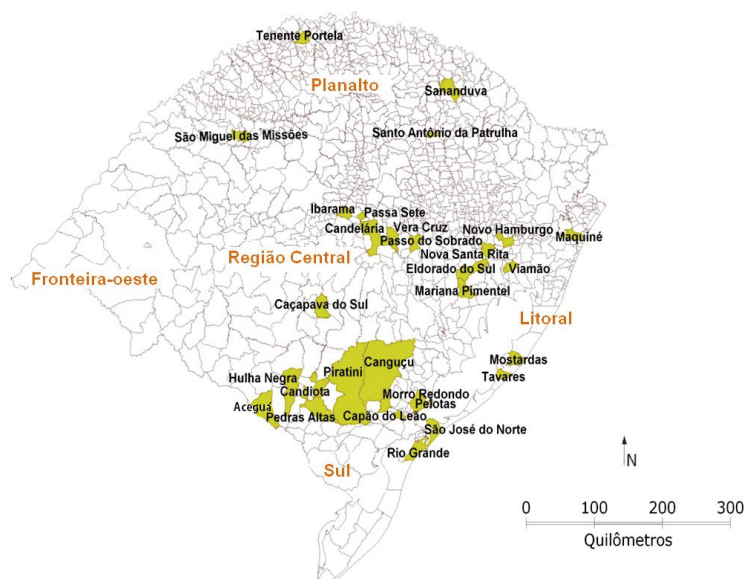 Tenente Portela
Planalto
Sananduva
São Miguel das Missões
Santo Antônio da Patrulha
Ibarama
Passa Sete
Candelária
Vera Cruz
Novo Hamburgo
Maquiné
Passo do Sobrado
Região Central
Nova Santa Rita
Eldorado do Sul
Viamão
Fronteira-oeste
Mariana Pimentel
Caçapava do Sul
Litoral
Canguçu
Mostardas
Piratini
Tavares
Hulha Negra
Candiota
Morro Redondo
Pelotas
Aceguá
Pedras Altas
Capão do Leão
São José do Norte
Rio Grande
Sul
N
0 100 200 300
Quilômetros